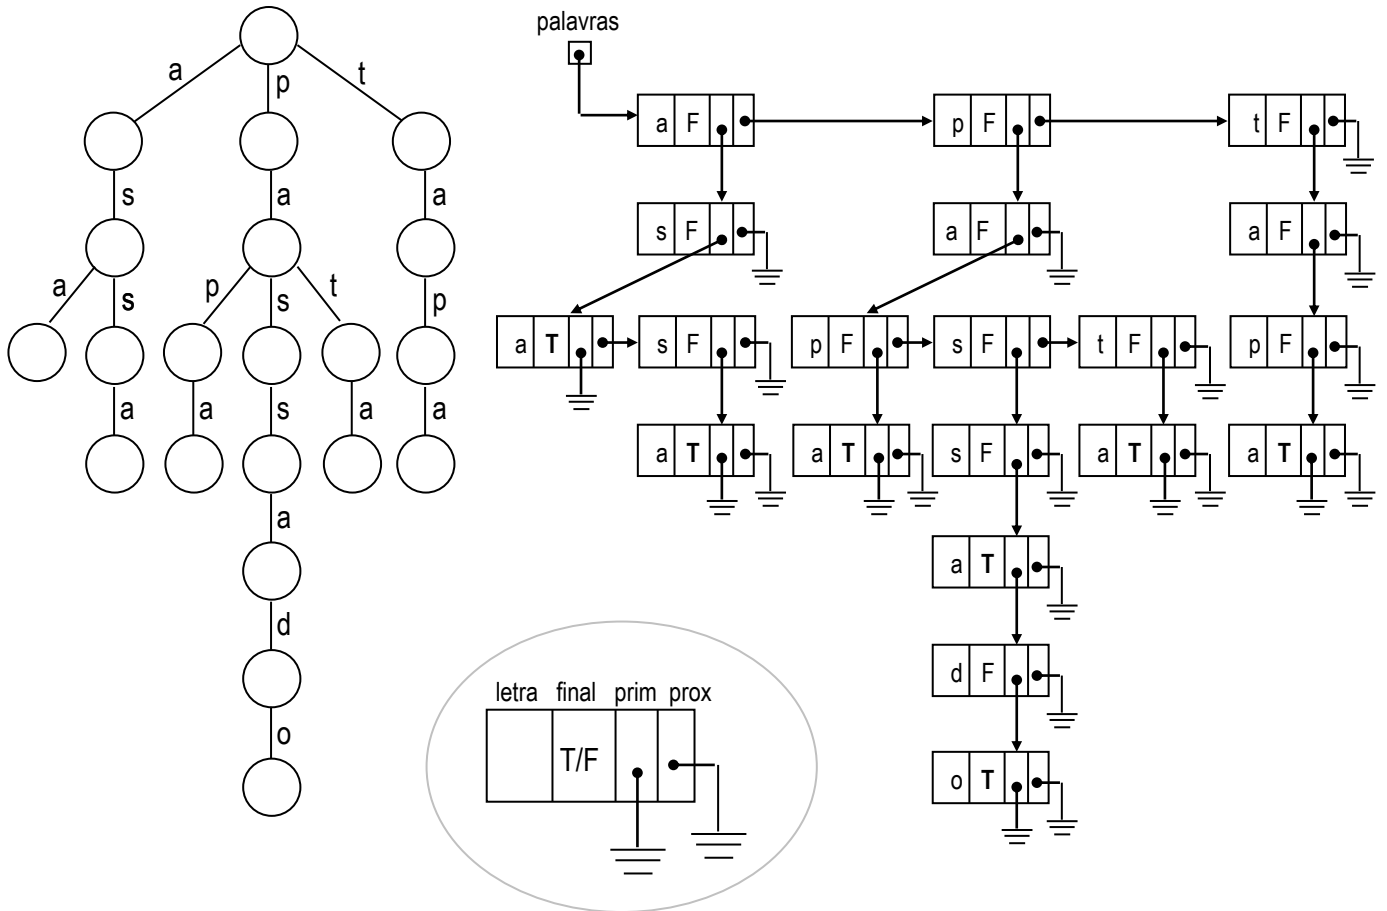 palavras
a p t
a F p F t F
s a a
s F a F a F
a s p s t p
a T s F p F s F t F p F
a a s a a
a T a T s F a T a T
a
a T
d
d F
letra final prim prox
o
T/F
o T